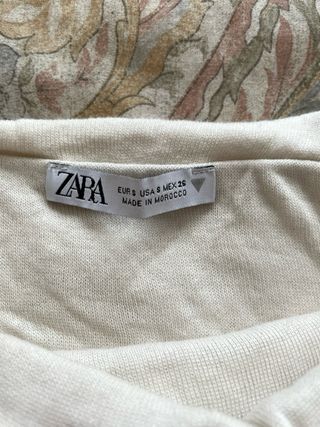 ZARA
EUR S USA S MEX 26
MADE IN MOROCCO